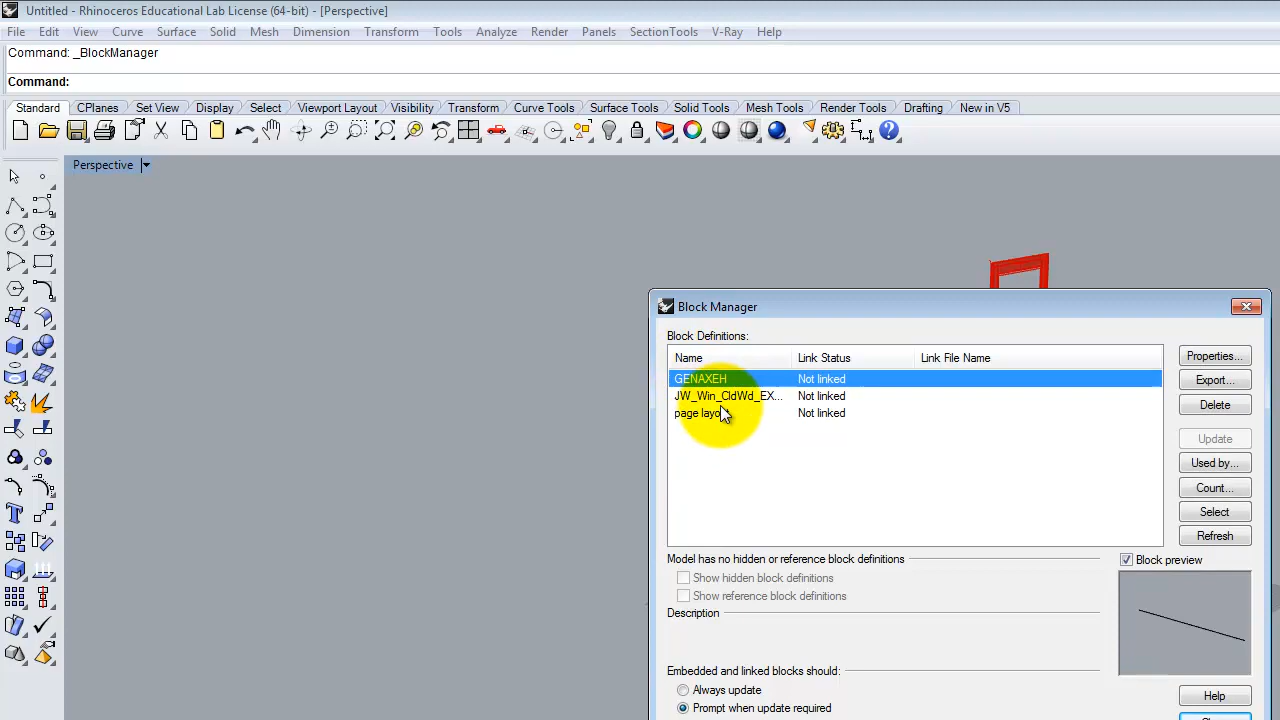 Untitled - Rhinoceros Educational Lab License (64-bit) - [Perspective]
File Edit View Curve Surface Solid Mesh Dimension Transform Tools Analyze Render Panels SectionTools V-Ray Help
Command: _BlockManager
Command:
Standard CPlanes Set View Display Select Viewport Layout Visibility Transform Curve Tools Surface Tools Solid Tools Mesh Tools Render Tools Drafting New in V5
Perspective
Block Manager
Block Definitions:
Name Link Status Link File Name
GENAXEH Not linked
JW_Win_CldWd_EX... Not linked
page layout Not linked
Properties...
Export...
Delete
Update
Used by...
Count...
Select
Refresh
Model has no hidden or reference block definitions
Block preview
Show hidden block definitions
Show reference block definitions
Description
Embedded and linked blocks should:
Always update
Prompt when update required
Help